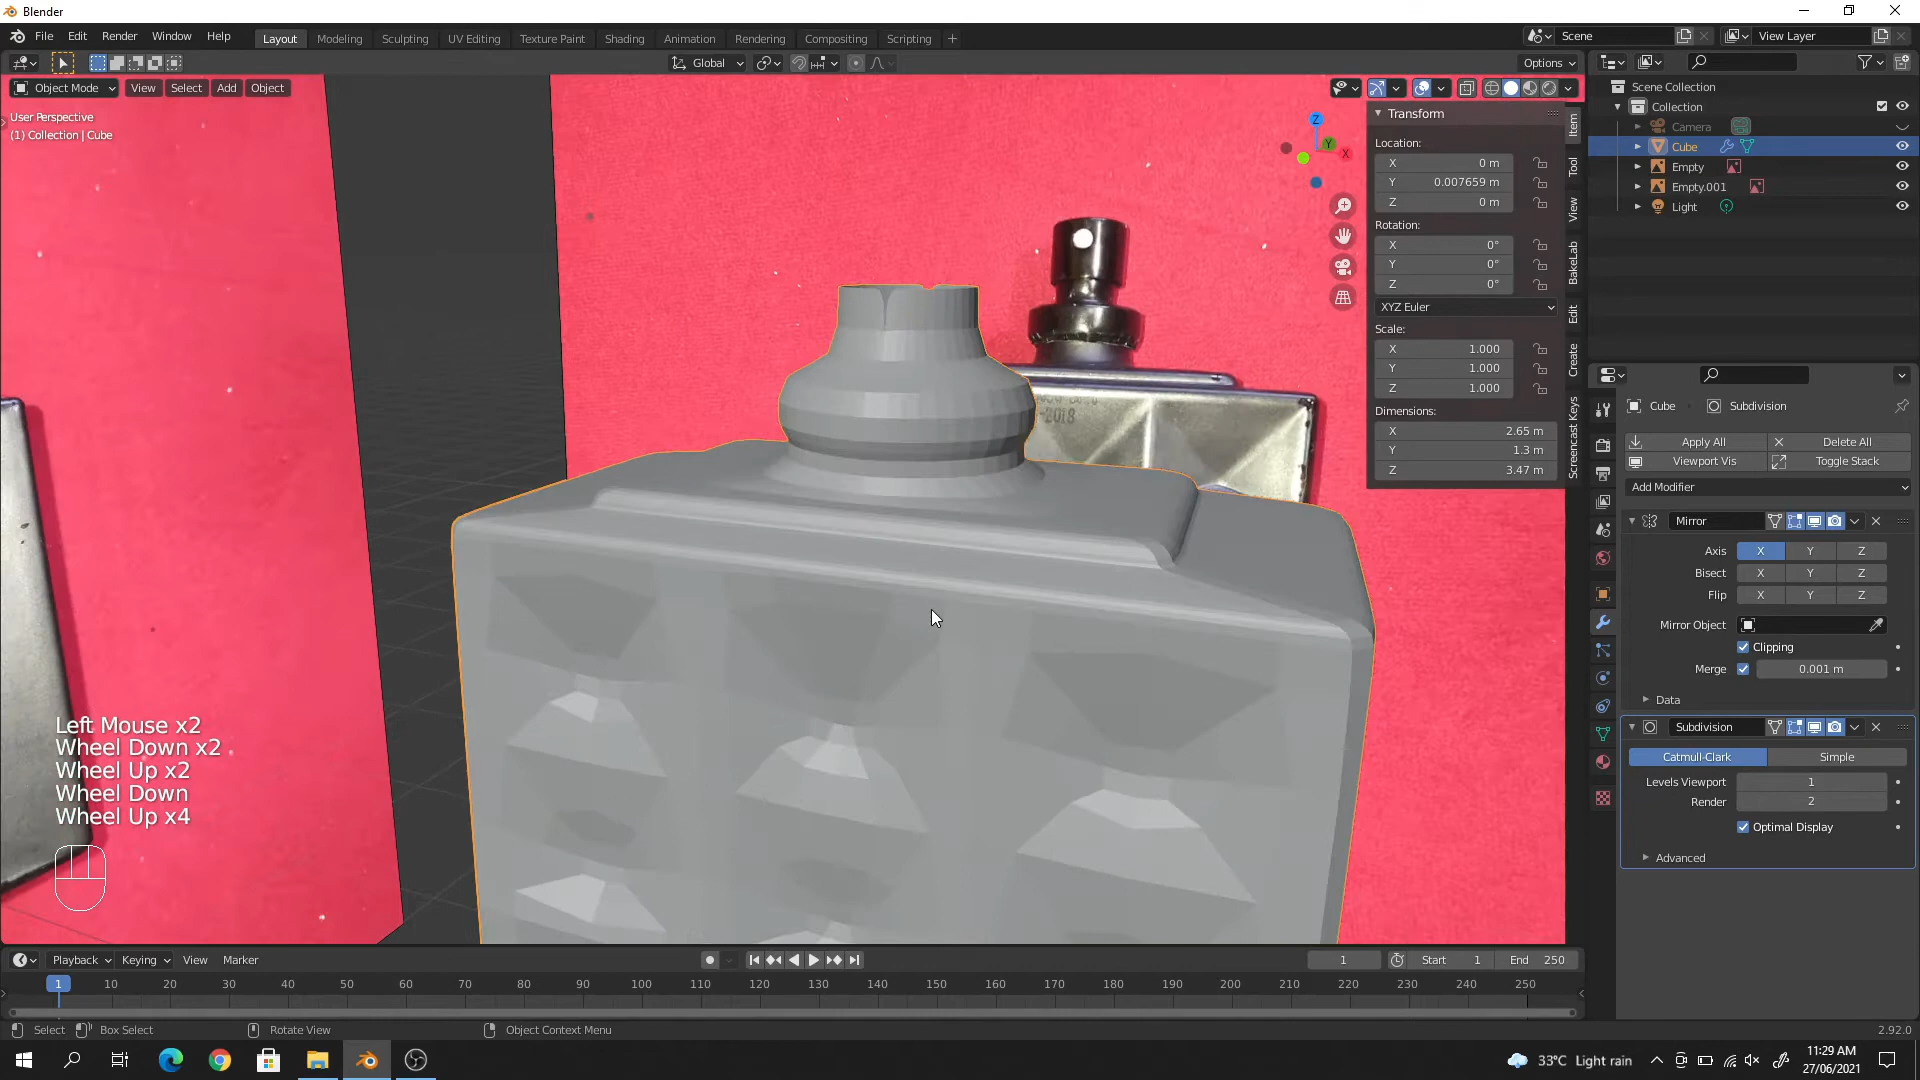 Blender
File Edit Render Window Help Layout Modeling Sculpting UV Editing Texture Paint Shading Animation Rendering Compositing Scripting + Scene View Layer
Global Options
Object Mode View Select Add Object
User Perspective
(1) Collection | Cube
Z
Y
X
Transform
Location:
X 0 m
Y 0.007659 m
Z 0 m
Rotation:
X 0°
Y 0°
Z 0°
XYZ Euler
Scale:
X 1.000
Y 1.000
Z 1.000
Dimensions:
X 2.65 m
Y 1.3 m
Z 3.47 m
Item
Tool
View
BakeLab
Edit
Create
Screencast Keys
-2018
Scene Collection
Collection
Camera
Cube
Empty
Empty.001
Light
Cube Subdivision
Apply All Delete All
Viewport Vis Toggle Stack
Add Modifier
Mirror
Axis X Y Z
Bisect X Y Z
Flip X Y Z
Mirror Object
Clipping
Merge 0.001 m
Data
Subdivision
Catmull-Clark Simple
Levels Viewport 1
Render 2
Optimal Display
Advanced
Left Mouse x2
Wheel Down x2
Wheel Up x2
Wheel Down
Wheel Up x4
Playback Keying View Marker 1 Start 1 End 250
1 10 20 30 40 50 60 70 80 90 100 110 120 130 140 150 160 170 180 190 200 210 220 230 240 250
Select Box Select Rotate View Object Context Menu 2.92.0
33°C Light rain
11:29 AM
27/06/2021